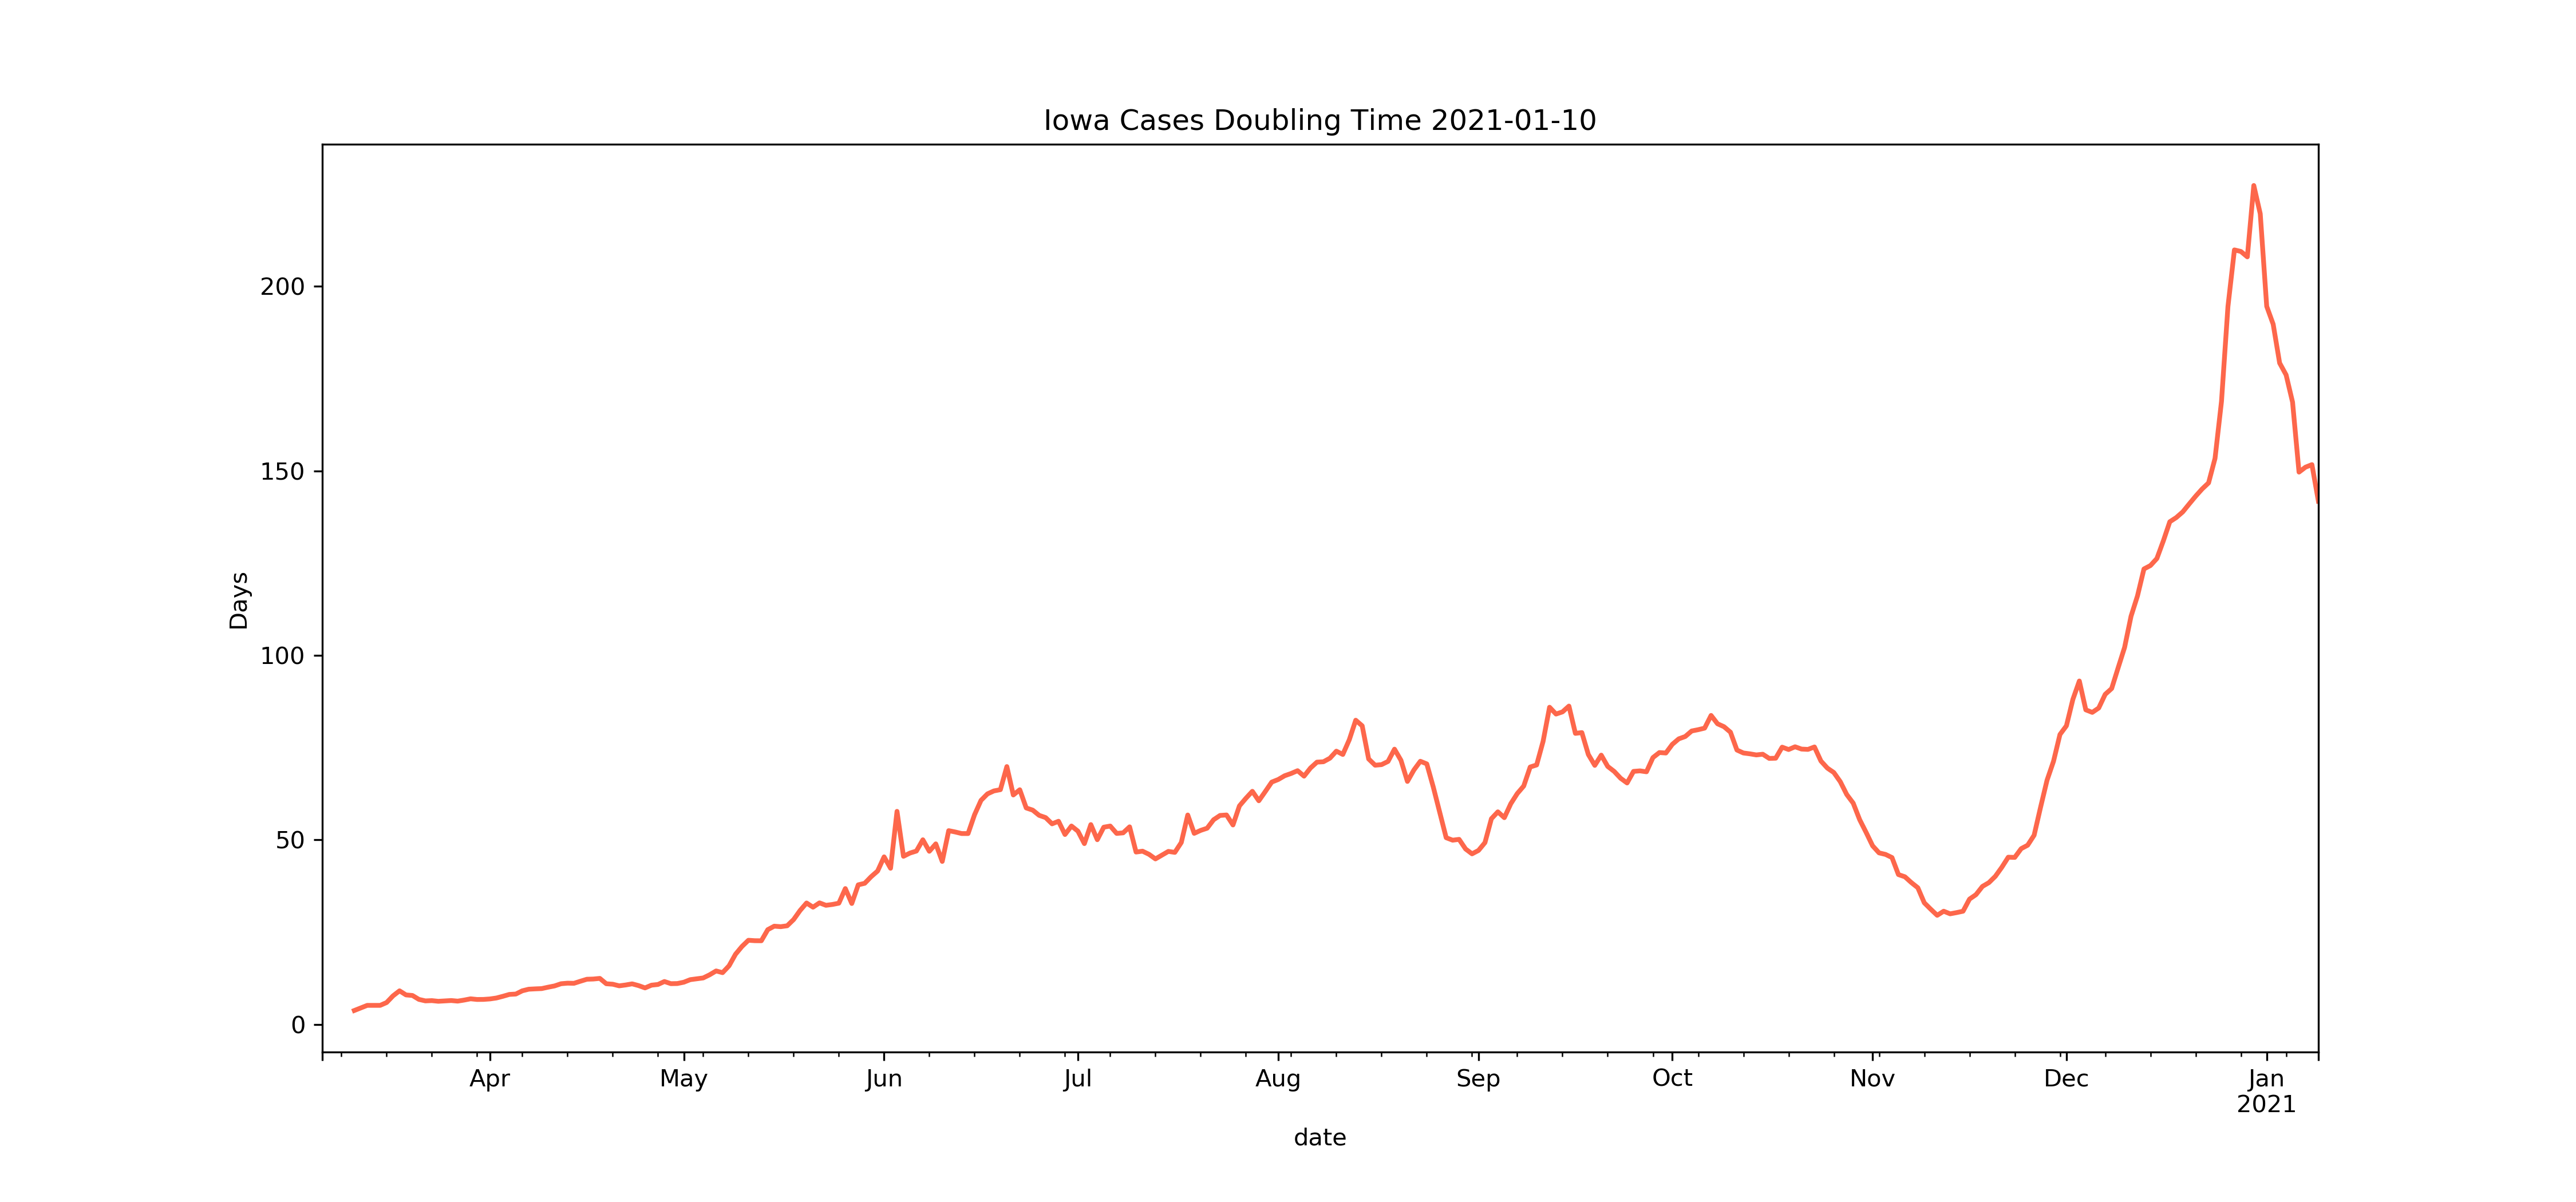 Iowa Cases Doubling Time 2021-01-10
200
150
100
50
0
Days
Apr May Jun Jul Aug Sep Oct Nov Dec Jan
2021
date